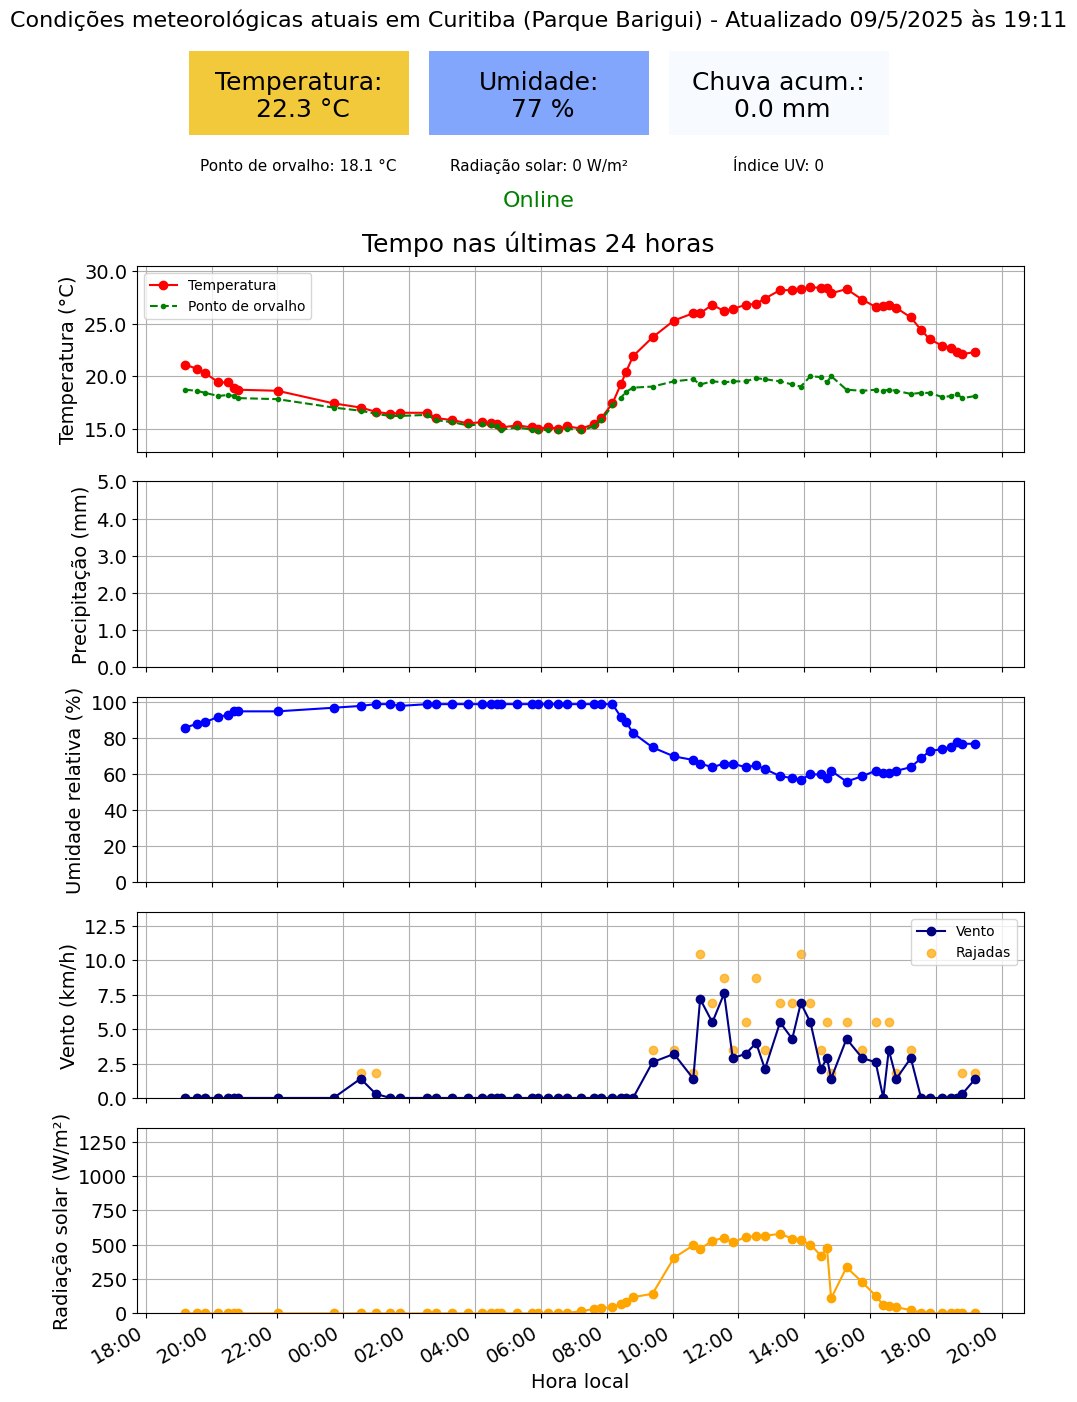 Condições meteorológicas atuais em Curitiba (Parque Barigui) - Atualizado 09/5/2025 às 19:11
Temperatura:
22.3 °C
Umidade:
77 %
Chuva acum.:
0.0 mm
Ponto de orvalho: 18.1 °C
Radiação solar: 0 W/m²
Índice UV: 0
Online
Tempo nas últimas 24 horas
Temperatura (°C)
30.0
25.0
20.0
15.0
Temperatura
Ponto de orvalho
Precipitação (mm)
5.0
4.0
3.0
2.0
1.0
0.0
Umidade relativa (%)
100
80
60
40
20
0
Vento (km/h)
12.5
10.0
7.5
5.0
2.5
0.0
Vento
Rajadas
Radiação solar (W/m²)
1250
1000
750
500
250
0
18:00
20:00
22:00
00:00
02:00
04:00
06:00
08:00
10:00
12:00
14:00
16:00
18:00
20:00
Hora local